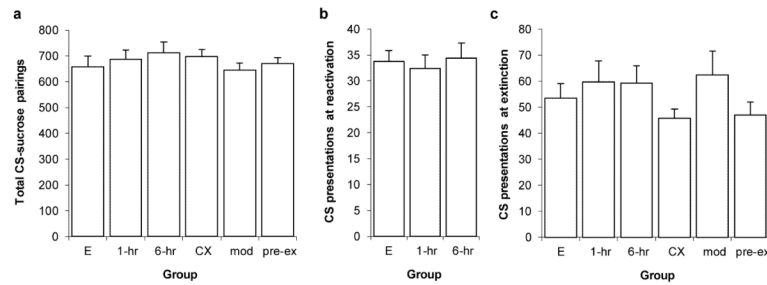 a
Total CS-sucrose pairings
800
700
600
500
400
300
200
100
0
E 1-hr 6-hr CX mod pre-ex
Group
b
CS presentations at reactivation
40
35
30
25
20
15
10
5
0
E 1-hr 6-hr
Group
c
CS presentations at extinction
80
70
60
50
40
30
20
10
0
E 1-hr 6-hr CX mod pre-ex
Group